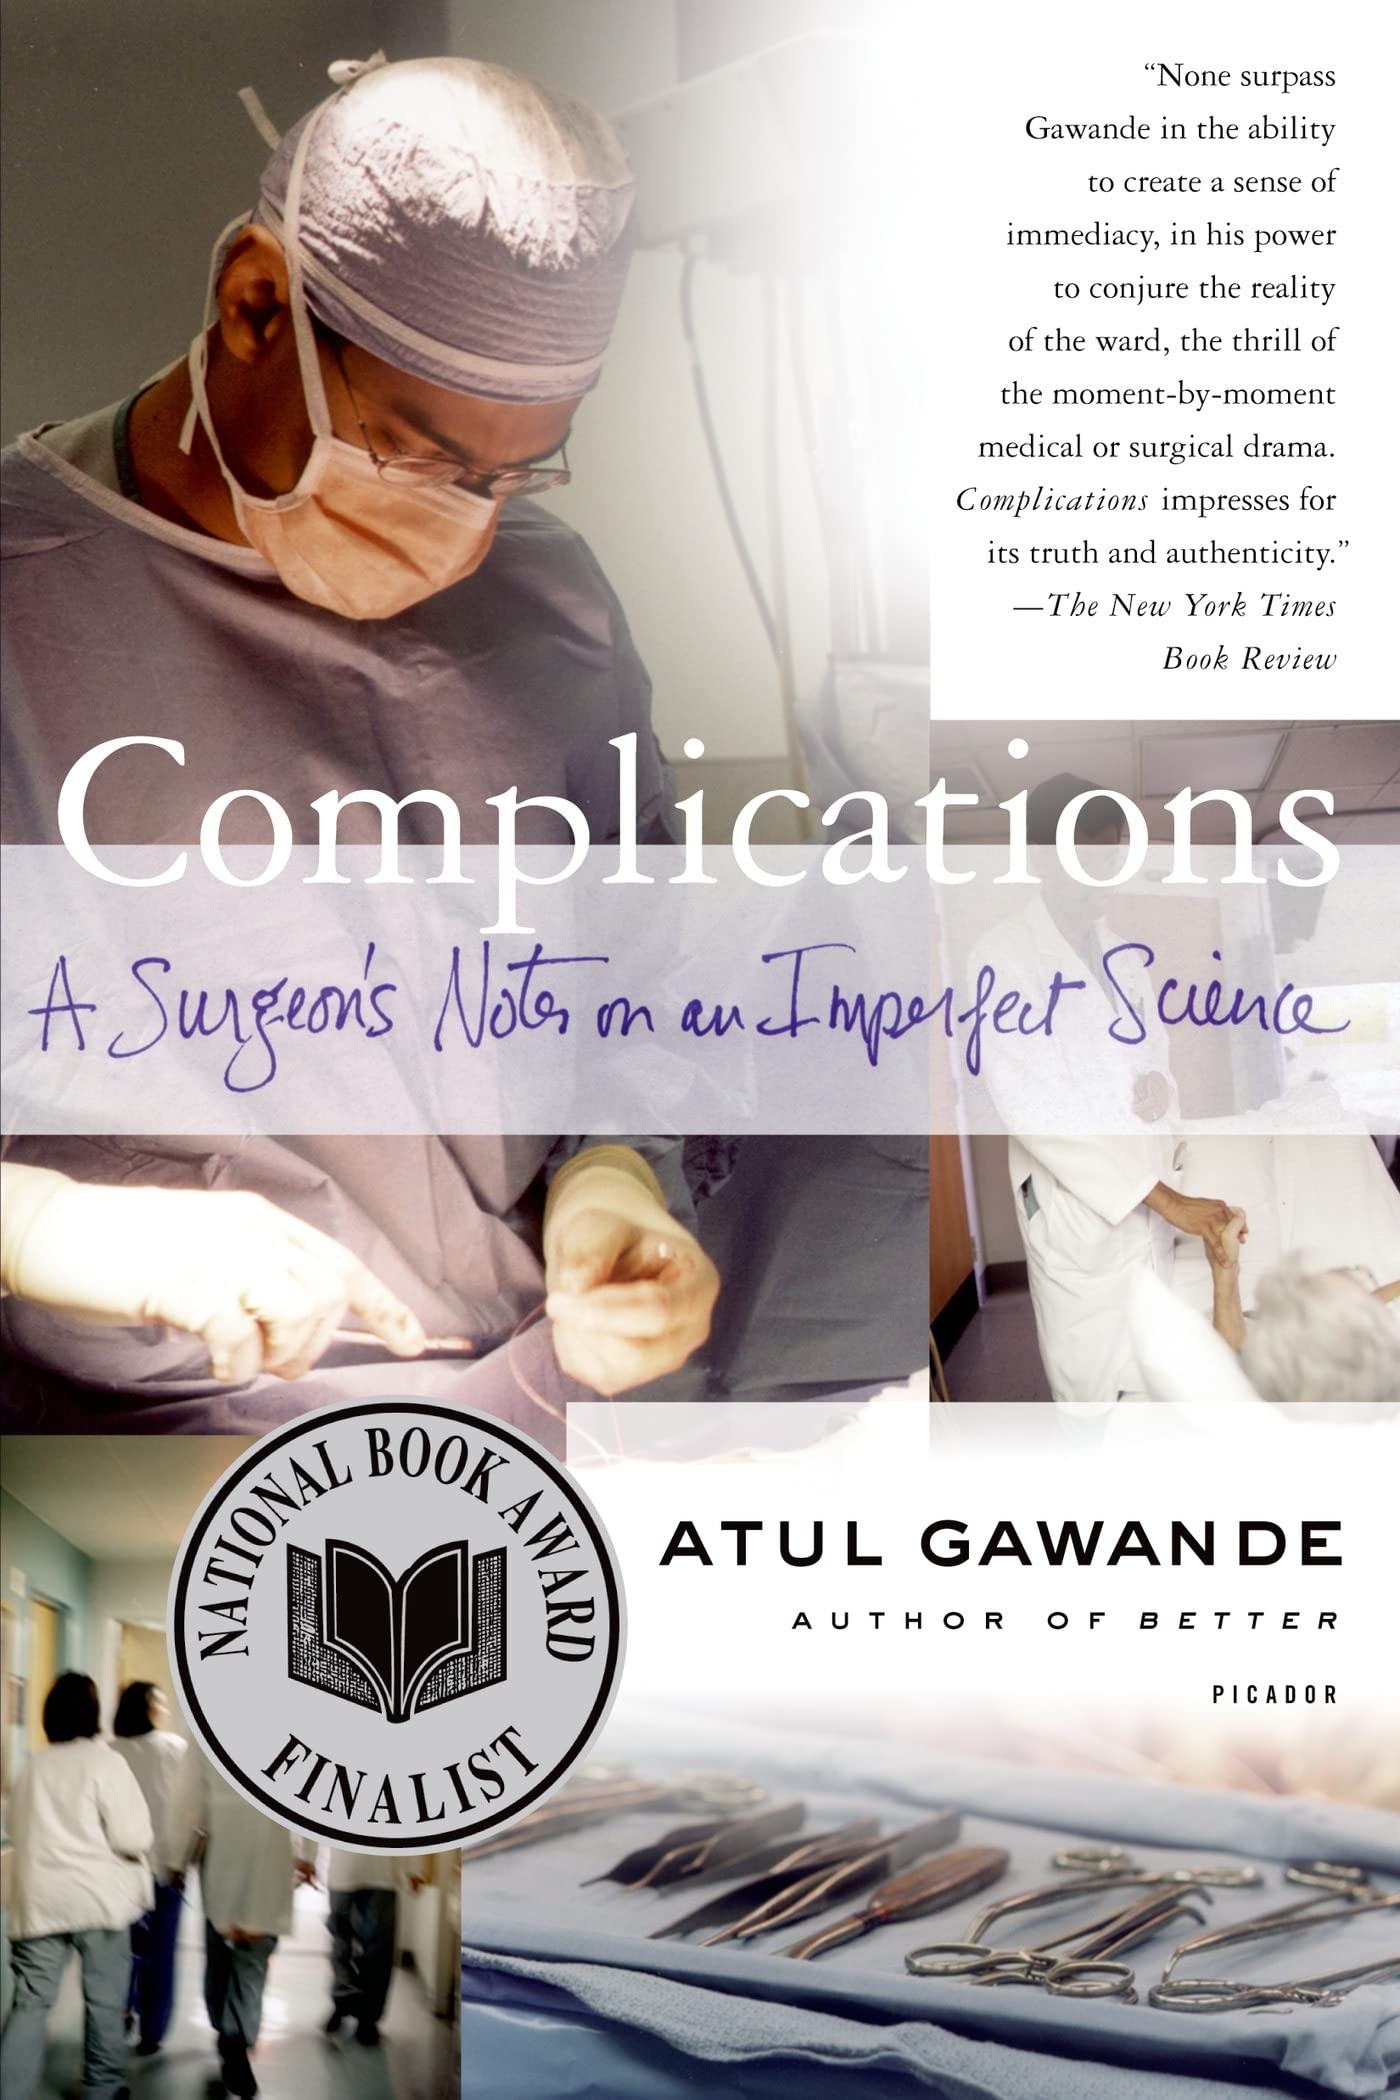 “None surpass
Gawande in the ability
to create a sense of
immediacy, in his power
to conjure the reality
of the ward, the thrill of
the moment-by-moment
medical or surgical drama.
Complications impresses for
its truth and authenticity.”
—The New York Times
Book Review
Complications
A Surgeon's Notes on an Imperfect Science
NATIONAL BOOK AWARD
FINALIST
ATUL GAWANDE
AUTHOR OF BETTER
PICADOR